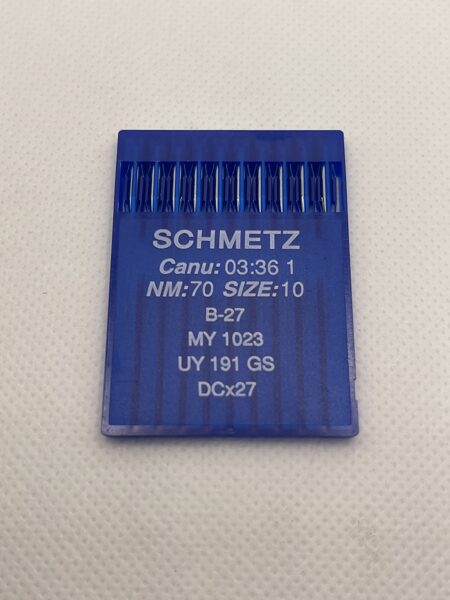 SCHMETZ
Canu: 03:36 1
NM:70 SIZE:10
B-27
MY 1023
UY 191 GS
DCx27